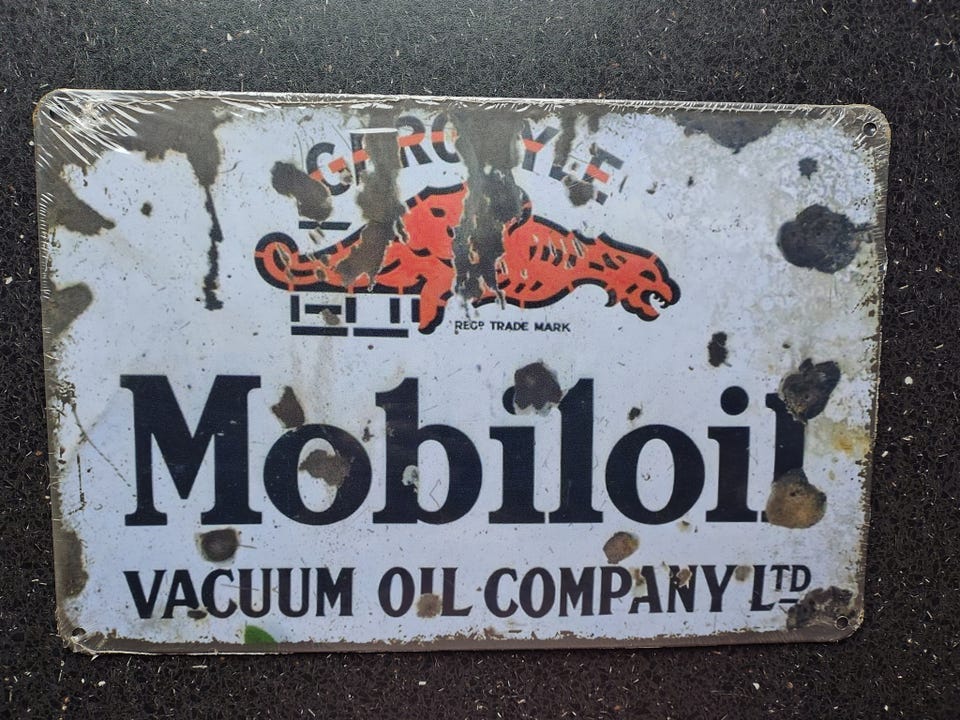 GARGOYLE
REGD TRADE MARK
Mobiloil
VACUUM OIL COMPANY LTD